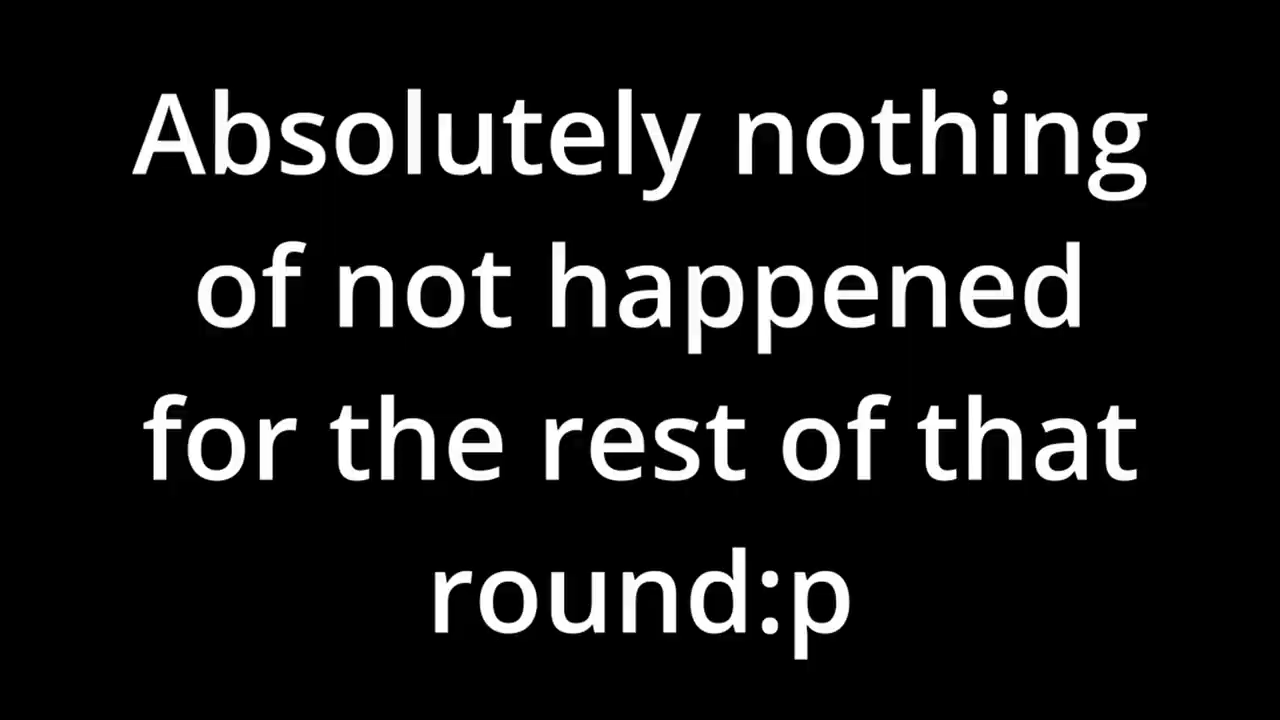 Absolutely nothing
of not happened
for the rest of that
round:p